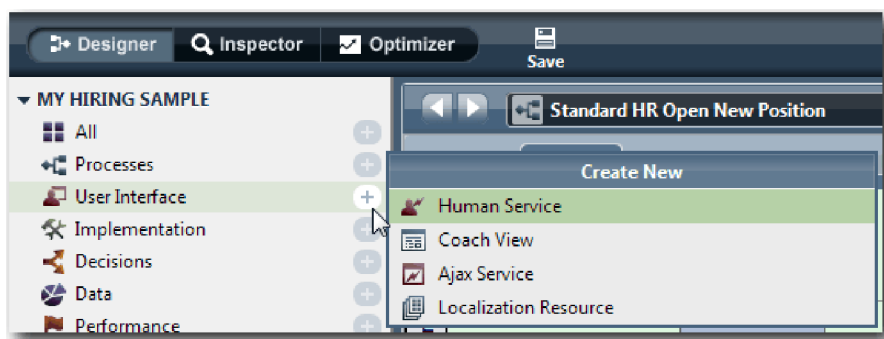 Designer Inspector Optimizer
Save
MY HIRING SAMPLE
All
Processes
User Interface
Implementation
Decisions
Data
Performance
Standard HR Open New Position
Create New
Human Service
Coach View
Ajax Service
Localization Resource